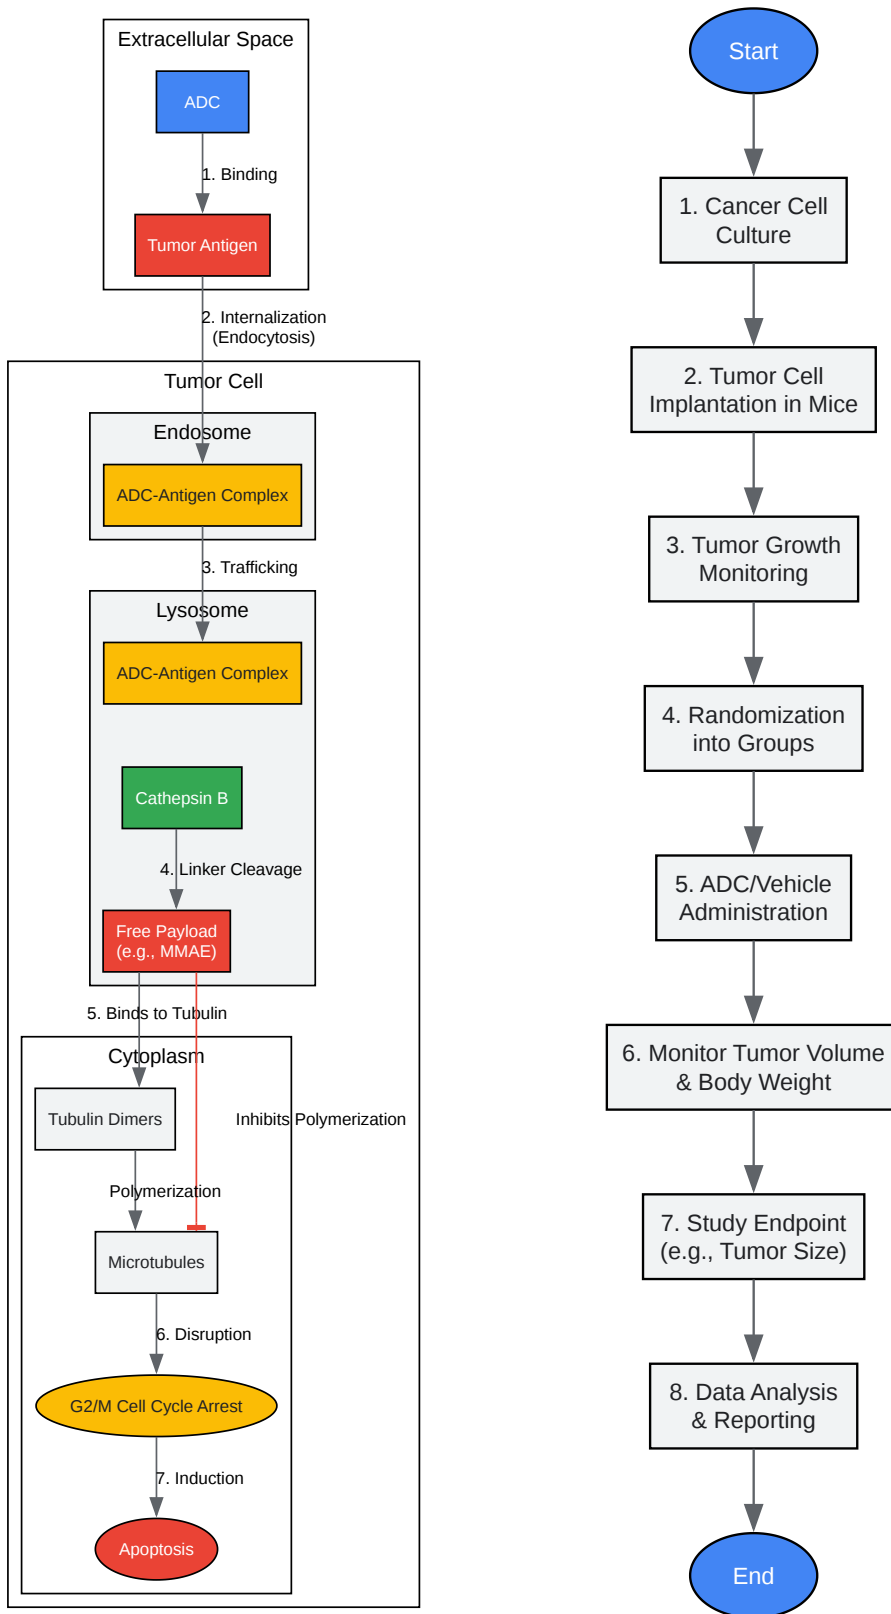 Extracellular Space
ADC
1. Binding
Tumor Antigen
2. Internalization
(Endocytosis)
Tumor Cell
Endosome
ADC-Antigen Complex
3. Trafficking
Lysosome
ADC-Antigen Complex
Cathepsin B
4. Linker Cleavage
Free Payload
(e.g., MMAE)
5. Binds to Tubulin
Cytoplasm
Tubulin Dimers
Inhibits Polymerization
Polymerization
Microtubules
6. Disruption
G2/M Cell Cycle Arrest
7. Induction
Apoptosis
Start
1. Cancer Cell
Culture
2. Tumor Cell
Implantation in Mice
3. Tumor Growth
Monitoring
4. Randomization
into Groups
5. ADC/Vehicle
Administration
6. Monitor Tumor Volume
& Body Weight
7. Study Endpoint
(e.g., Tumor Size)
8. Data Analysis
& Reporting
End